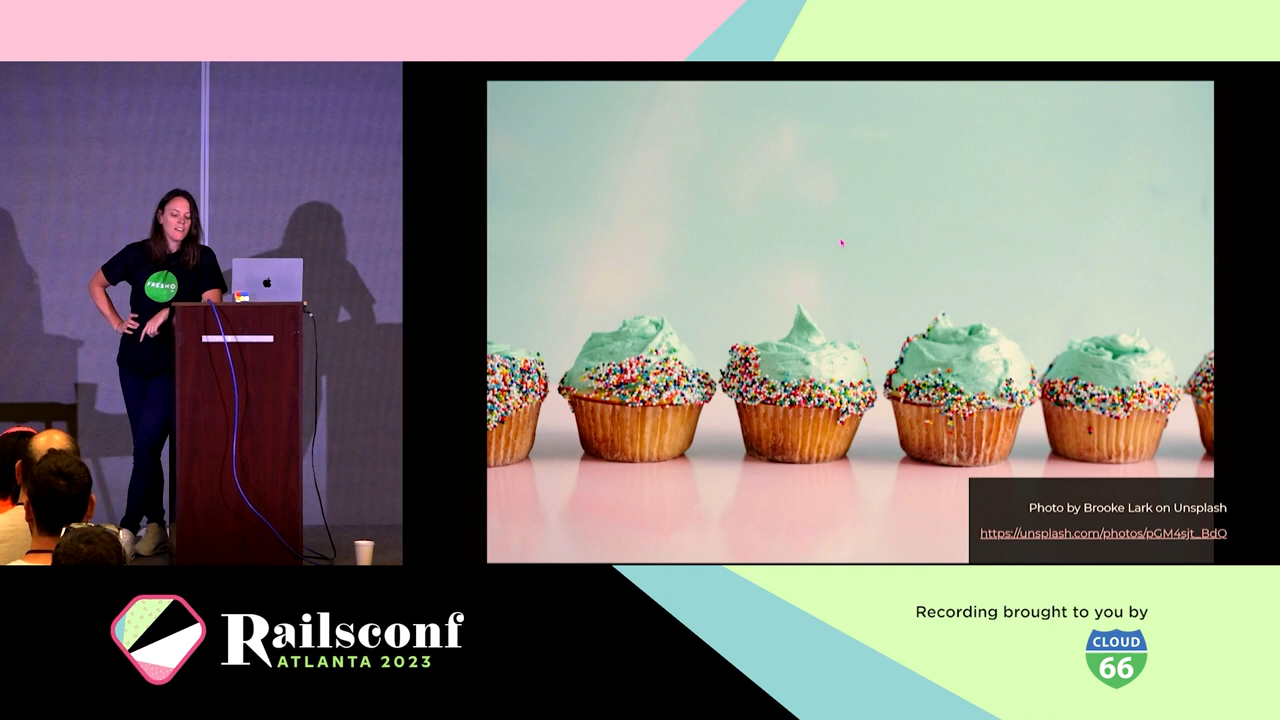 FRESHO
Photo by Brooke Lark on Unsplash
https://unsplash.com/photos/pGM4sjt_BdQ
Railsconf
ATLANTA 2023
Recording brought to you by
CLOUD
66